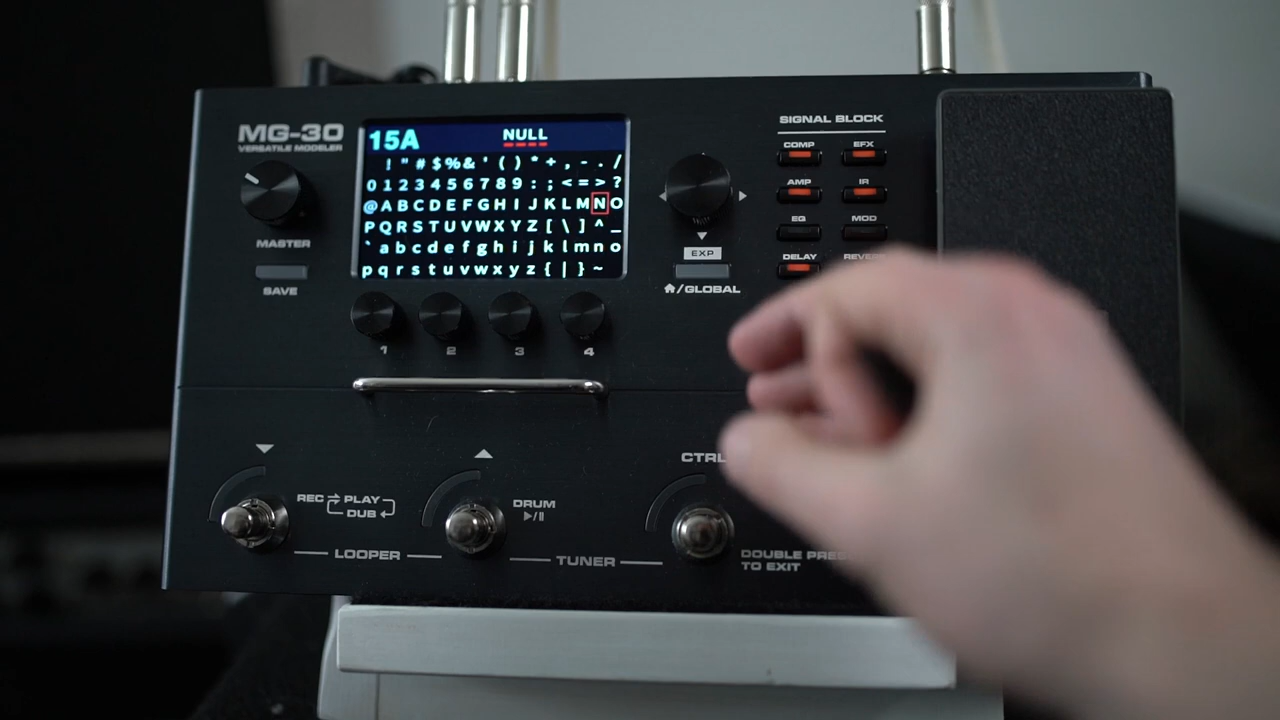 MG-30
VERSATILE MODELER
MASTER
SAVE
15A NULL
! " # $ % & ' ( ) * + , - . /
0 1 2 3 4 5 6 7 8 9 : ; < = > ?
@ A B C D E F G H I J K L M N O
P Q R S T U V W X Y Z [ \ ] ^ _
` a b c d e f g h i j k l m n o
p q r s t u v w x y z { | } ~
1 2 3 4
EXP
/GLOBAL
SIGNAL BLOCK
COMP EFX
AMP IR
EQ MOD
DELAY
REC PLAY
DUB
LOOPER
DRUM
TUNER
CTRL
DOUBLE
TO EXIT